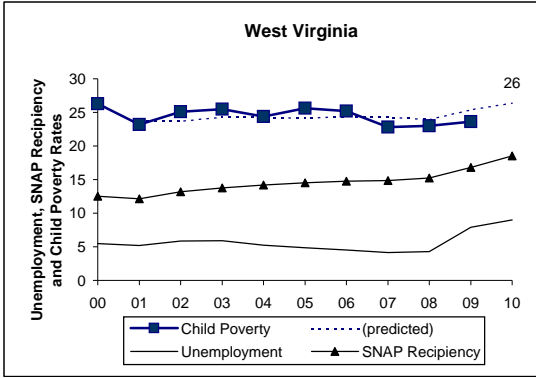 West Virginia
Unemployment, SNAP Recipiency
and Child Poverty Rates
30
25
20
15
10
5
0
26
00 01 02 03 04 05 06 07 08 09 10
Child Poverty (predicted)
Unemployment SNAP Recipiency